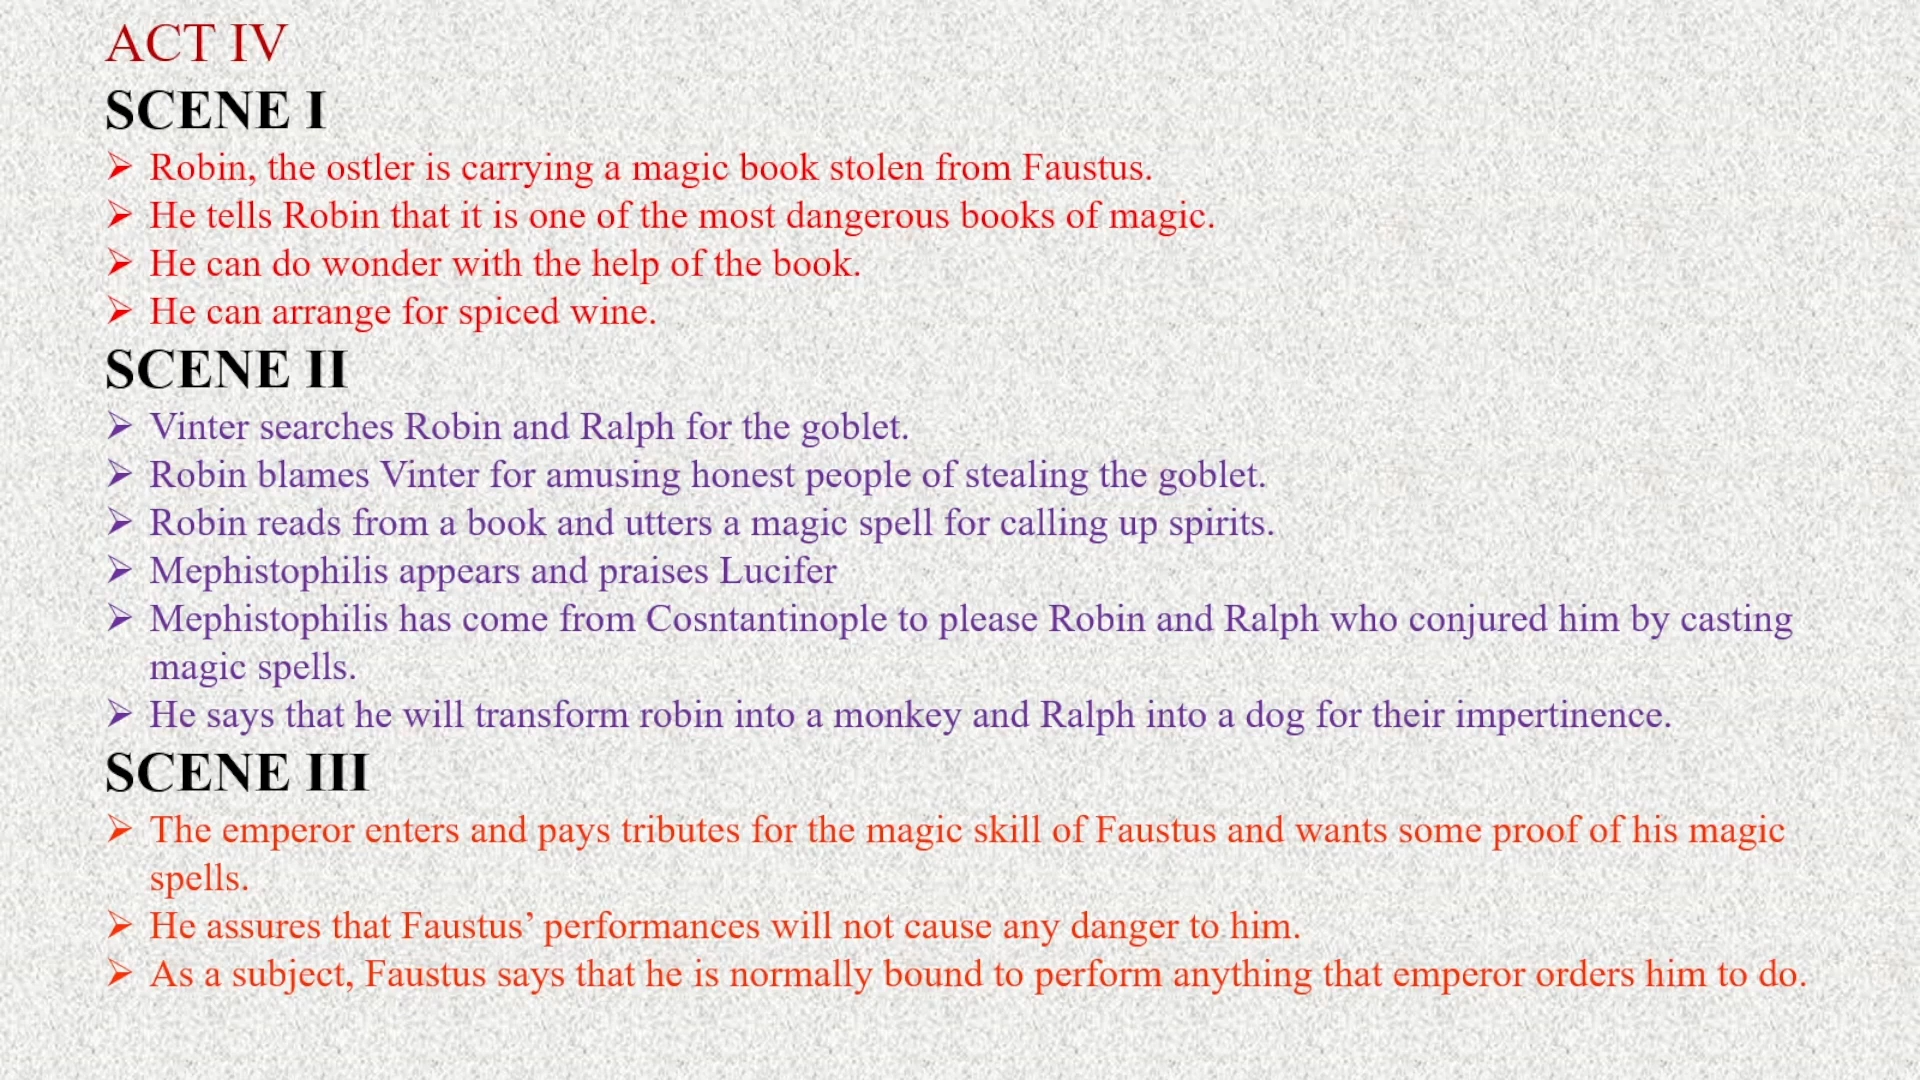 ACT IV
SCENE I
➢ Robin, the ostler is carrying a magic book stolen from Faustus.
➢ He tells Robin that it is one of the most dangerous books of magic.
➢ He can do wonder with the help of the book.
➢ He can arrange for spiced wine.
SCENE II
➢ Vinter searches Robin and Ralph for the goblet.
➢ Robin blames Vinter for amusing honest people of stealing the goblet.
➢ Robin reads from a book and utters a magic spell for calling up spirits.
➢ Mephistophilis appears and praises Lucifer
➢ Mephistophilis has come from Cosntantinople to please Robin and Ralph who conjured him by casting
magic spells.
➢ He says that he will transform robin into a monkey and Ralph into a dog for their impertinence.
SCENE III
➢ The emperor enters and pays tributes for the magic skill of Faustus and wants some proof of his magic
spells.
➢ He assures that Faustus’ performances will not cause any danger to him.
➢ As a subject, Faustus says that he is normally bound to perform anything that emperor orders him to do.